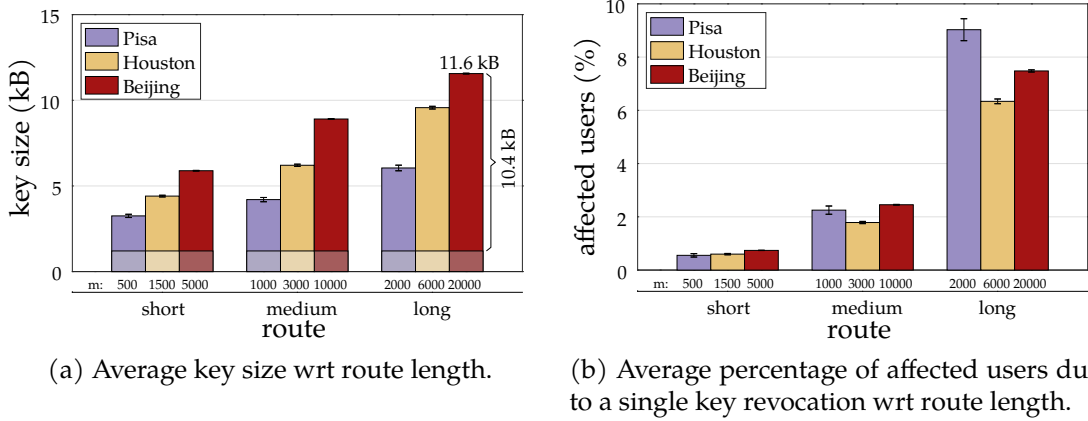 15
10
5
0
key size (kB)
Pisa
Houston
Beijing
11.6 kB
10.4 kB
m: 500 1500 5000 1000 3000 10000 2000 6000 20000
short medium long
route
(a) Average key size wrt route length.
10
8
6
4
2
0
affected users (%)
Pisa
Houston
Beijing
m: 500 1500 5000 1000 3000 10000 2000 6000 20000
short medium long
route
(b) Average percentage of affected users du
to a single key revocation wrt route length.